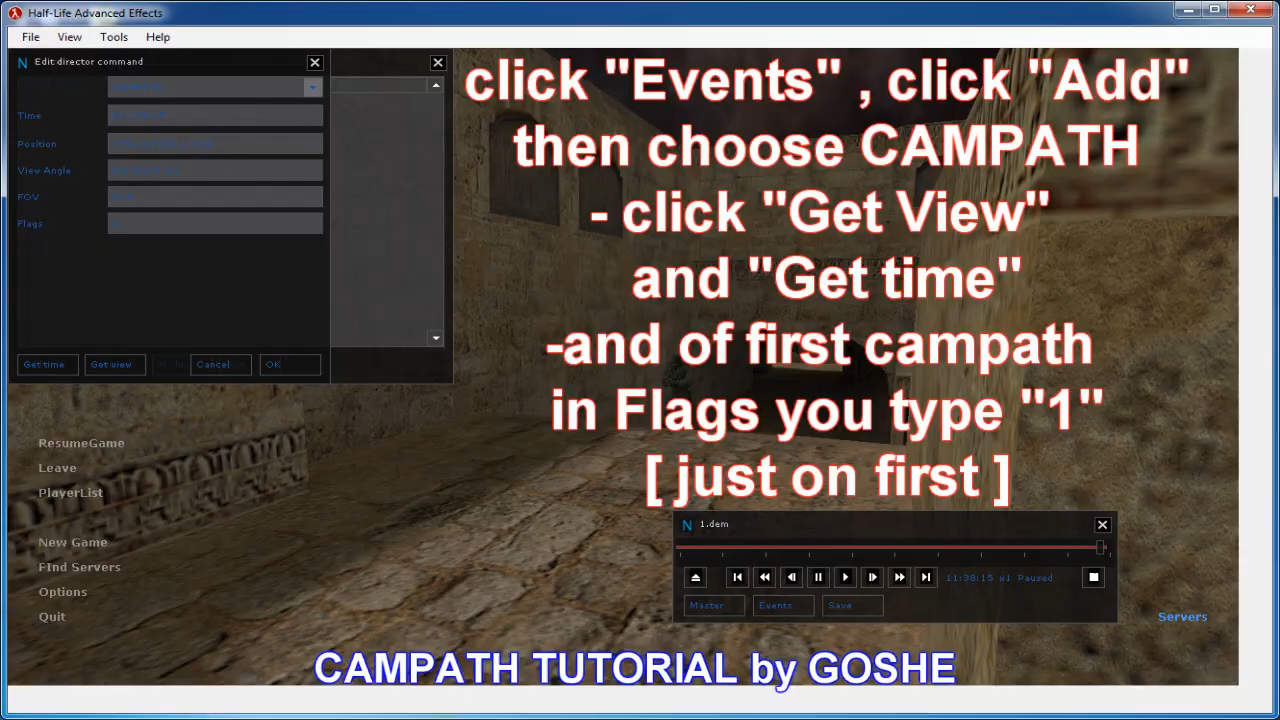 Half-Life Advanced Effects
File View Tools Help
Edit director command
Time
Position
View Angle
FOV
Flags
Get time Get view Cancel OK
click "Events" , click "Add"
then choose CAMPATH
- click "Get View"
and "Get time"
-and of first campath
in Flags you type "1"
[ just on first ]
ResumeGame
Leave
PlayerList
New Game
FInd Servers
Options
Quit
1.dem
x1 Paused
Master Events Save
Servers
CAMPATH TUTORIAL by GOSHE